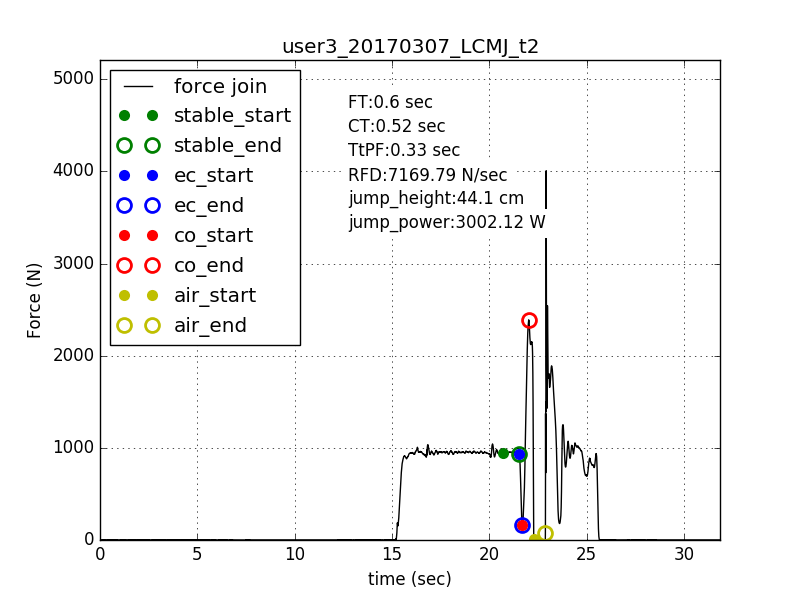 user3_20170307_LCMJ_t2
5000
4000
3000
2000
1000
0
Force (N)
force join
stable_start
stable_end
ec_start
ec_end
co_start
co_end
air_start
air_end
FT:0.6 sec
CT:0.52 sec
TtPF:0.33 sec
RFD:7169.79 N/sec
jump_height:44.1 cm
jump_power:3002.12 W
0 5 10 15 20 25 30
time (sec)